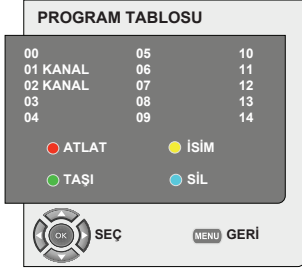 PROGRAM TABLOSU
00 05 10
01 KANAL 06 11
02 KANAL 07 12
03 08 13
04 09 14
ATLAT İSİM
TAŞI SİL
OK SEÇ MENU GERİ